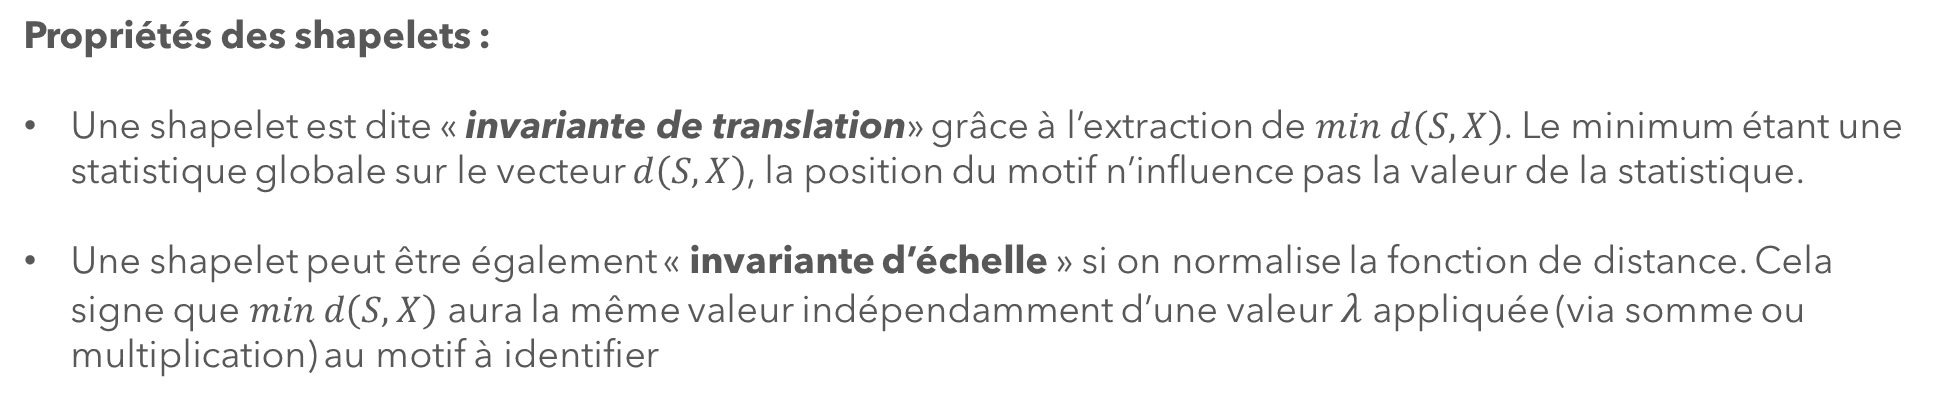 Propriétés des shapelets :
• Une shapelet est dite « invariante de translation» grâce à l’extraction de min d(S, X). Le minimum étant une
statistique globale sur le vecteur d(S, X), la position du motif n’influence pas la valeur de la statistique.
• Une shapelet peut être également « invariante d’échelle » si on normalise la fonction de distance. Cela
signe que min d(S, X) aura la même valeur indépendamment d’une valeur λ appliquée (via somme ou
multiplication) au motif à identifier